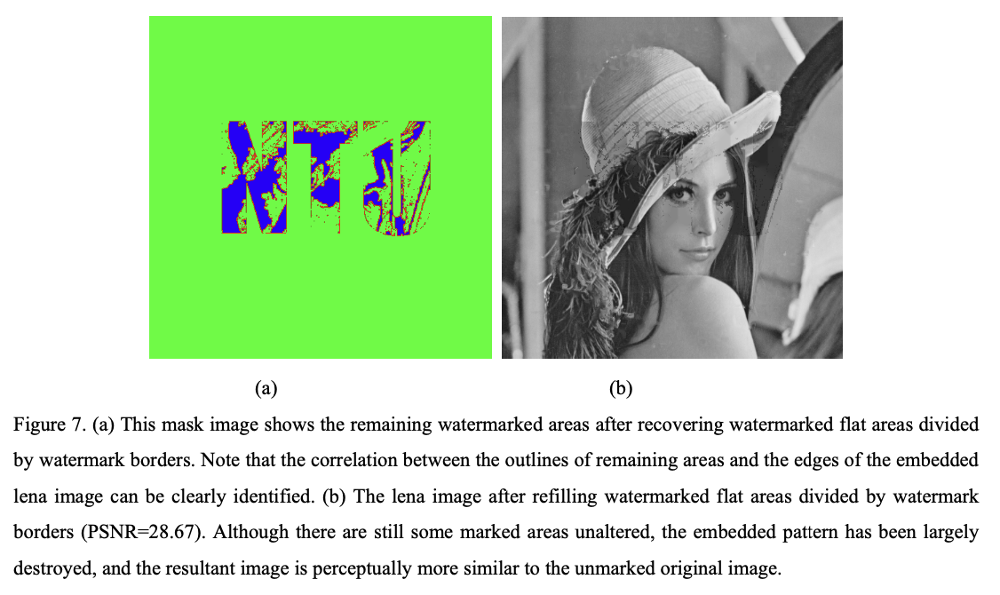 NTU
(a)
(b)
Figure 7. (a) This mask image shows the remaining watermarked areas after recovering watermarked flat areas divided
by watermark borders. Note that the correlation between the outlines of remaining areas and the edges of the embedded
lena image can be clearly identified. (b) The lena image after refilling watermarked flat areas divided by watermark
borders (PSNR=28.67). Although there are still some marked areas unaltered, the embedded pattern has been largely
destroyed, and the resultant image is perceptually more similar to the unmarked original image.